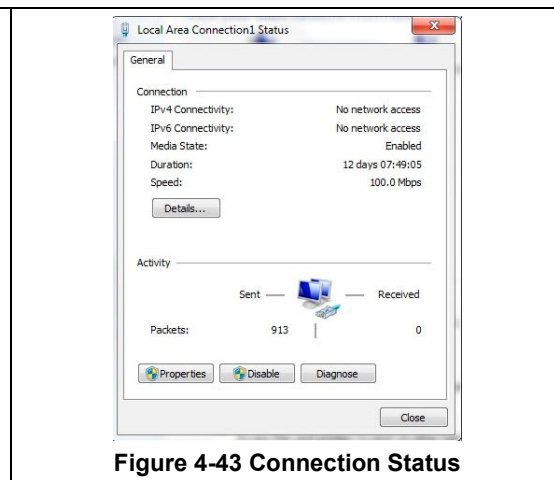 Local Area Connection1 Status
General
Connection
IPv4 Connectivity: No network access
IPv6 Connectivity: No network access
Media State: Enabled
Duration: 12 days 07:49:05
Speed: 100.0 Mbps
Details...
Activity
Sent — — Received
Packets: 913 | 0
Properties Disable Diagnose
Close
Figure 4-43 Connection Status